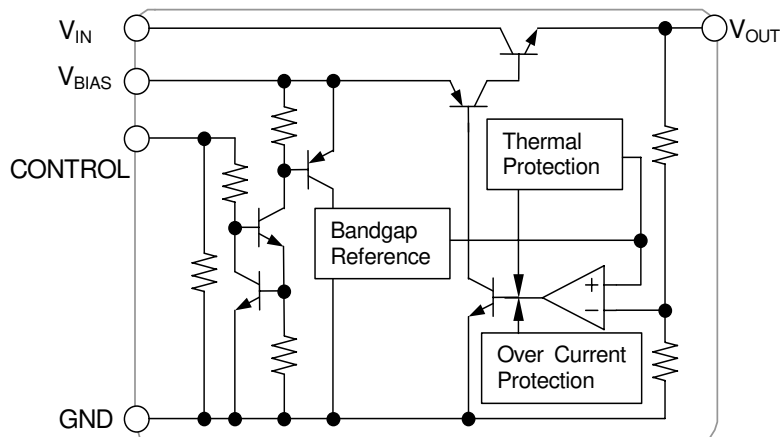 VIN
VOUT
VBIAS
CONTROL
Thermal
Protection
Bandgap
Reference
+
−
Over Current
Protection
GND